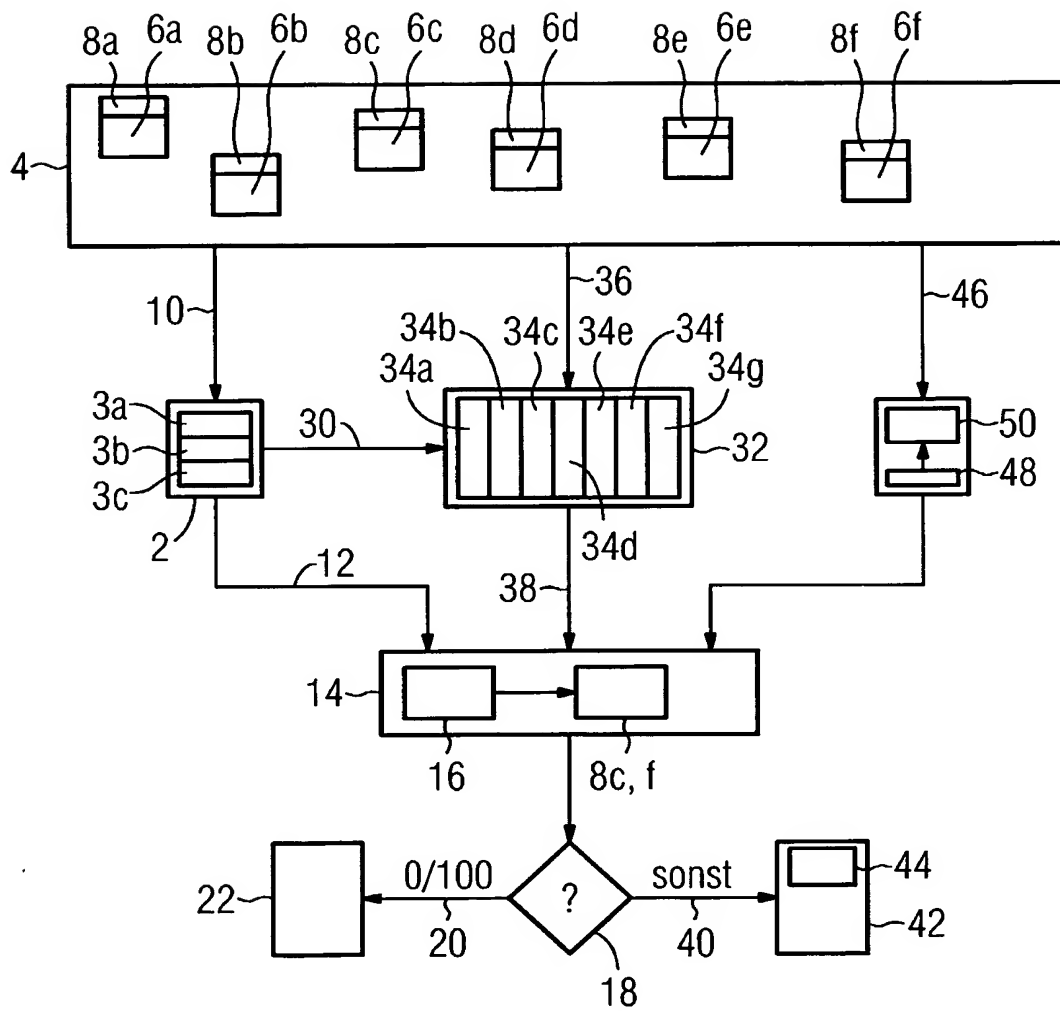 8a 6a 8b 6b 8c 6c 8d 6d 8e 6e 8f 6f
4
10 36 46
34b 34c 34e 34f
34a 34g
3a 30 50
3b 32
3c 48
2 34d
12 38
14
16 8c, f
0/100 ? sonst 44
22 20 40 42
18